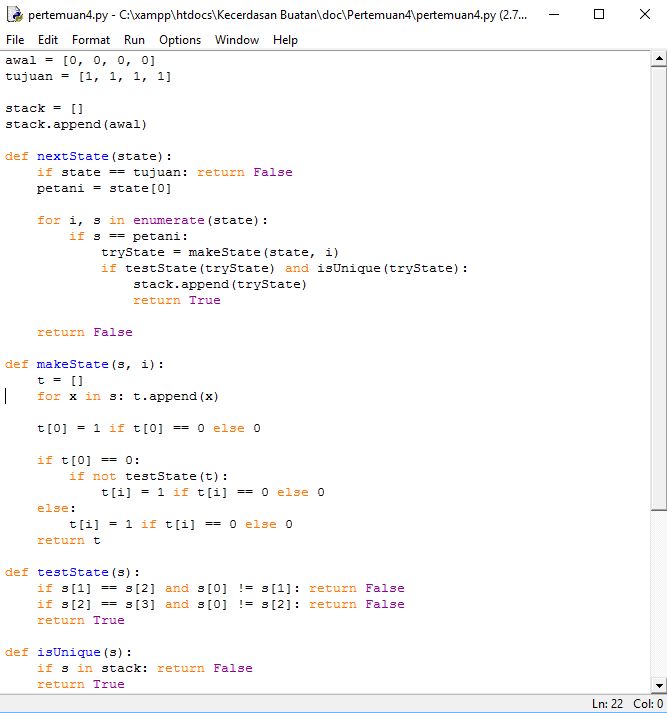 pertemuan4.py - C:\xampp\htdocs\Kecerdasan Buatan\doc\Pertemuan4\pertemuan4.py (2.7...
File Edit Format Run Options Window Help
awal = [0, 0, 0, 0]
tujuan = [1, 1, 1, 1]

stack = []
stack.append(awal)

def nextState(state):
    if state == tujuan: return False
    petani = state[0]

    for i, s in enumerate(state):
        if s == petani:
            tryState = makeState(state, i)
            if testState(tryState) and isUnique(tryState):
                stack.append(tryState)
                return True

    return False

def makeState(s, i):
    t = []
    for x in s: t.append(x)

    t[0] = 1 if t[0] == 0 else 0

    if t[0] == 0:
        if not testState(t):
            t[i] = 1 if t[i] == 0 else 0
    else:
        t[i] = 1 if t[i] == 0 else 0
    return t

def testState(s):
    if s[1] == s[2] and s[0] != s[1]: return False
    if s[2] == s[3] and s[0] != s[2]: return False
    return True

def isUnique(s):
    if s in stack: return False
    return True
Ln: 22 Col: 0